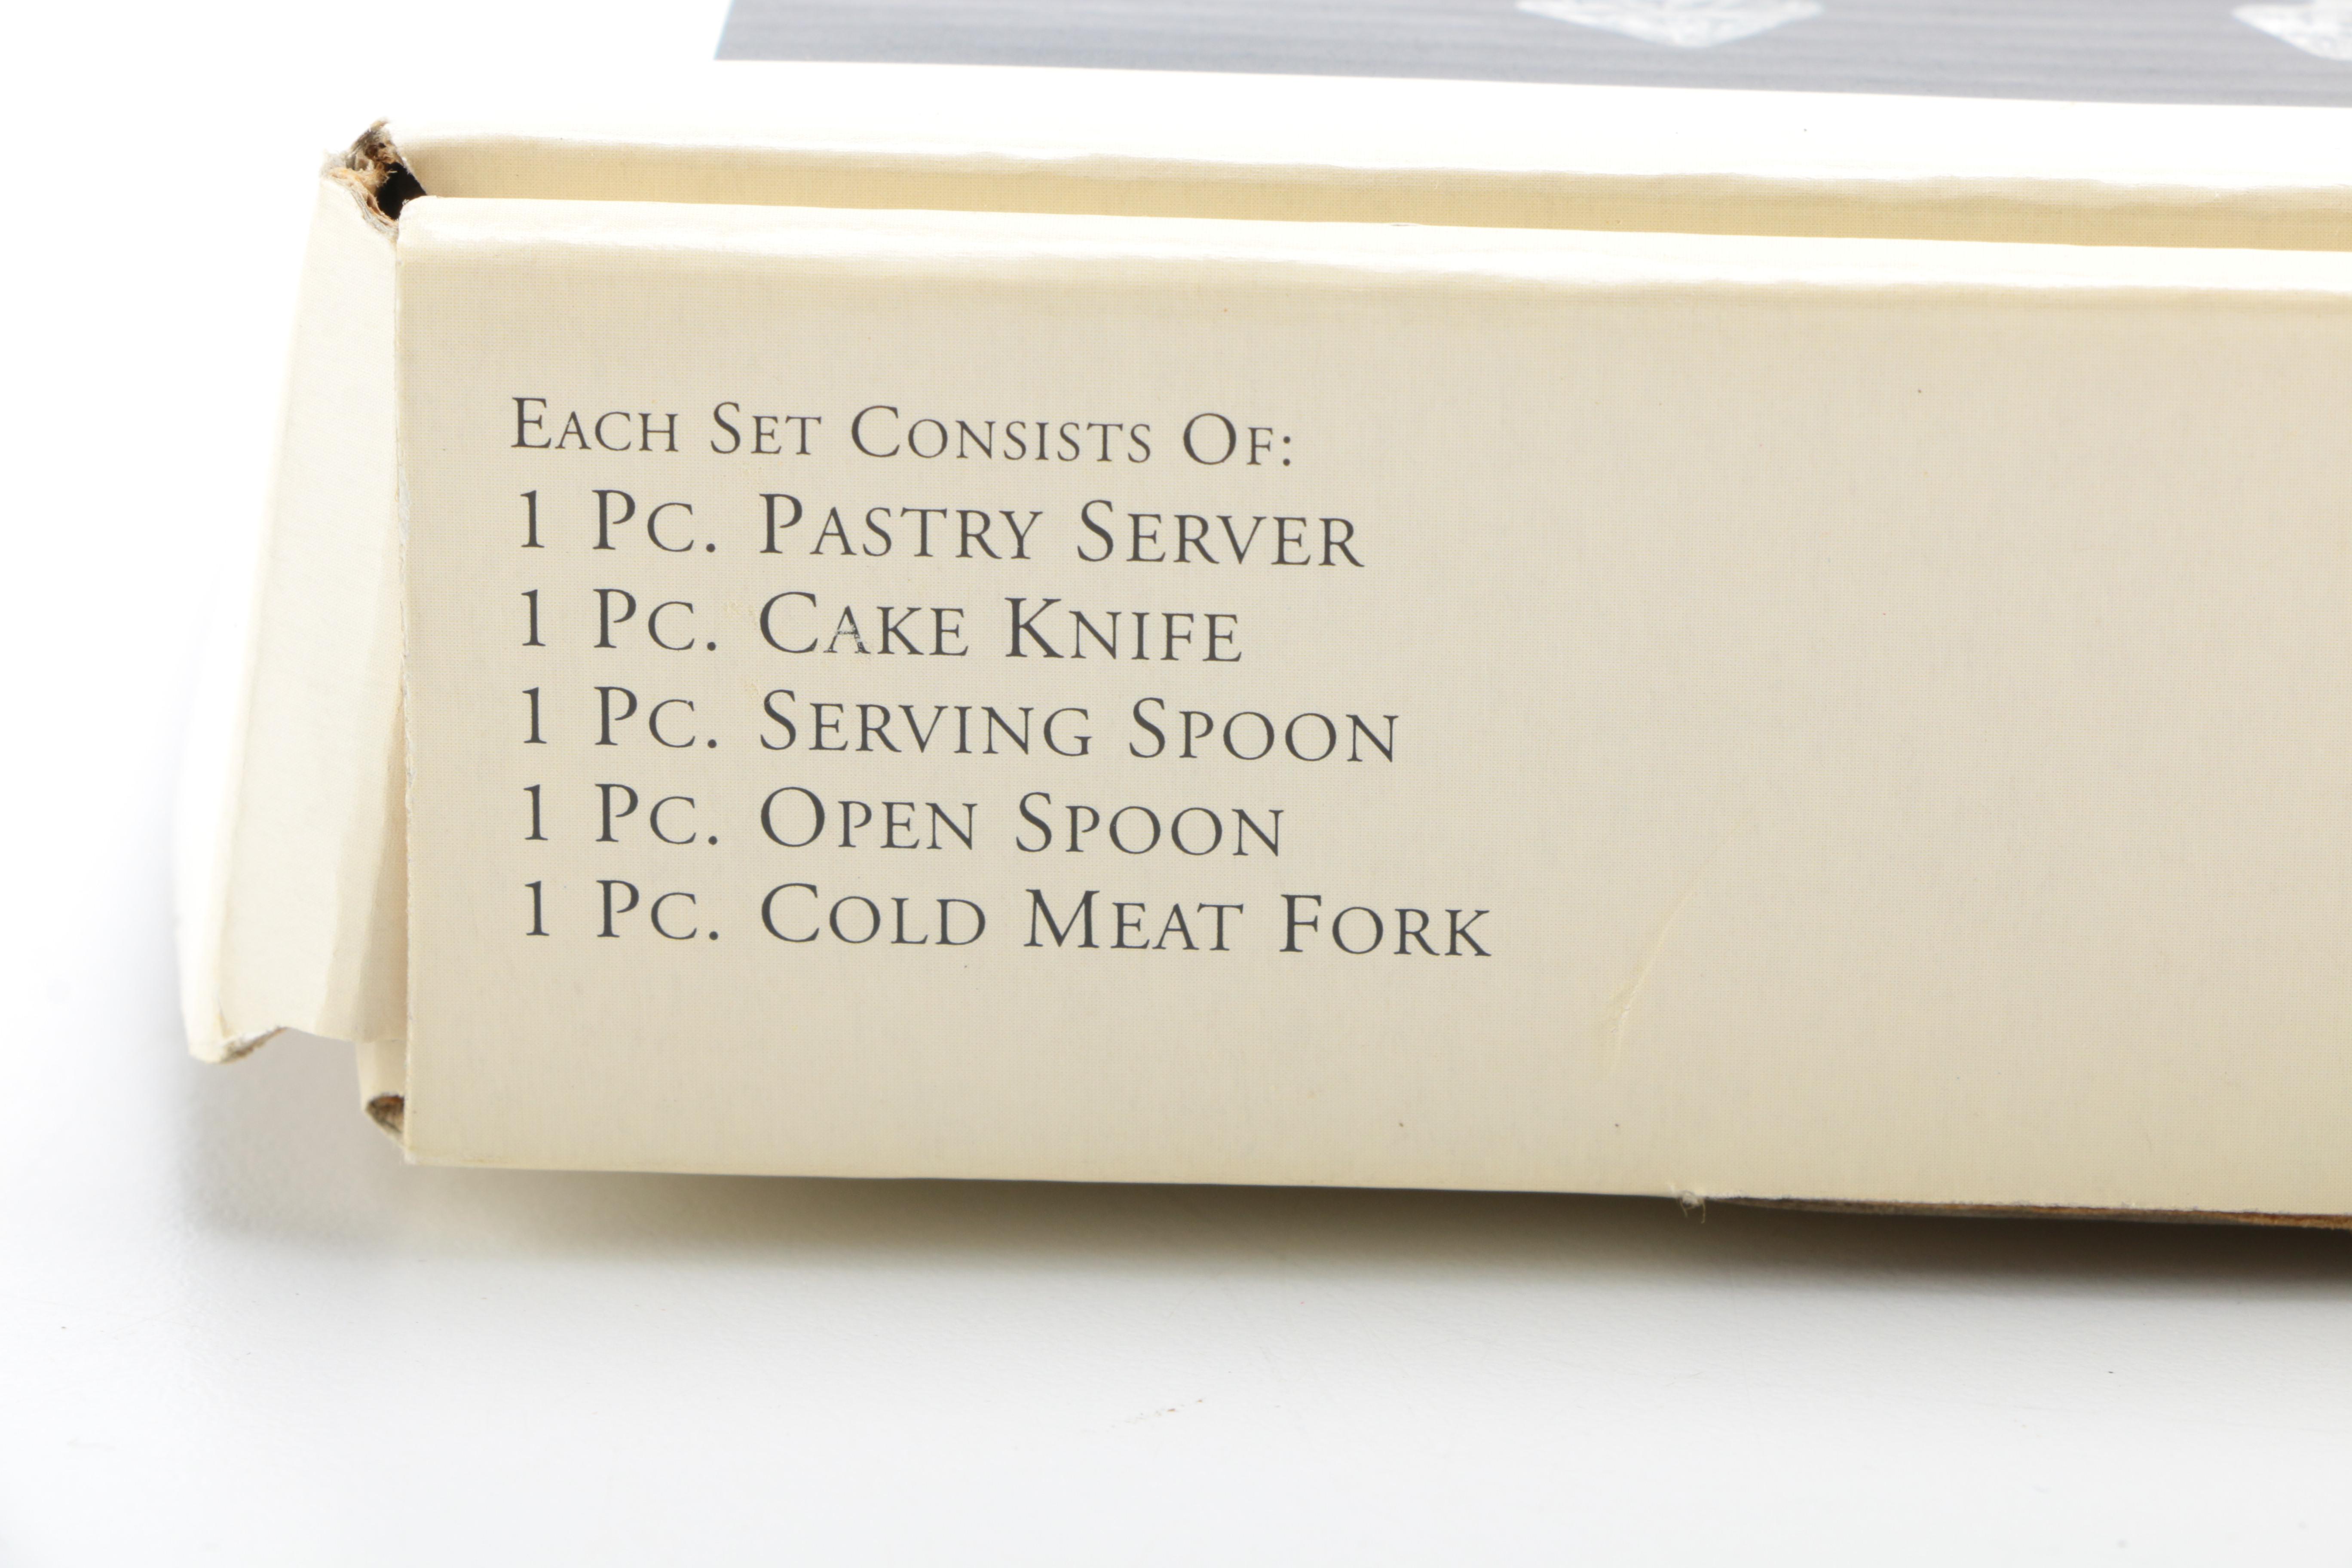 Each Set Consists Of:
1 Pc. Pastry Server
1 Pc. Cake Knife
1 Pc. Serving Spoon
1 Pc. Open Spoon
1 Pc. Cold Meat Fork